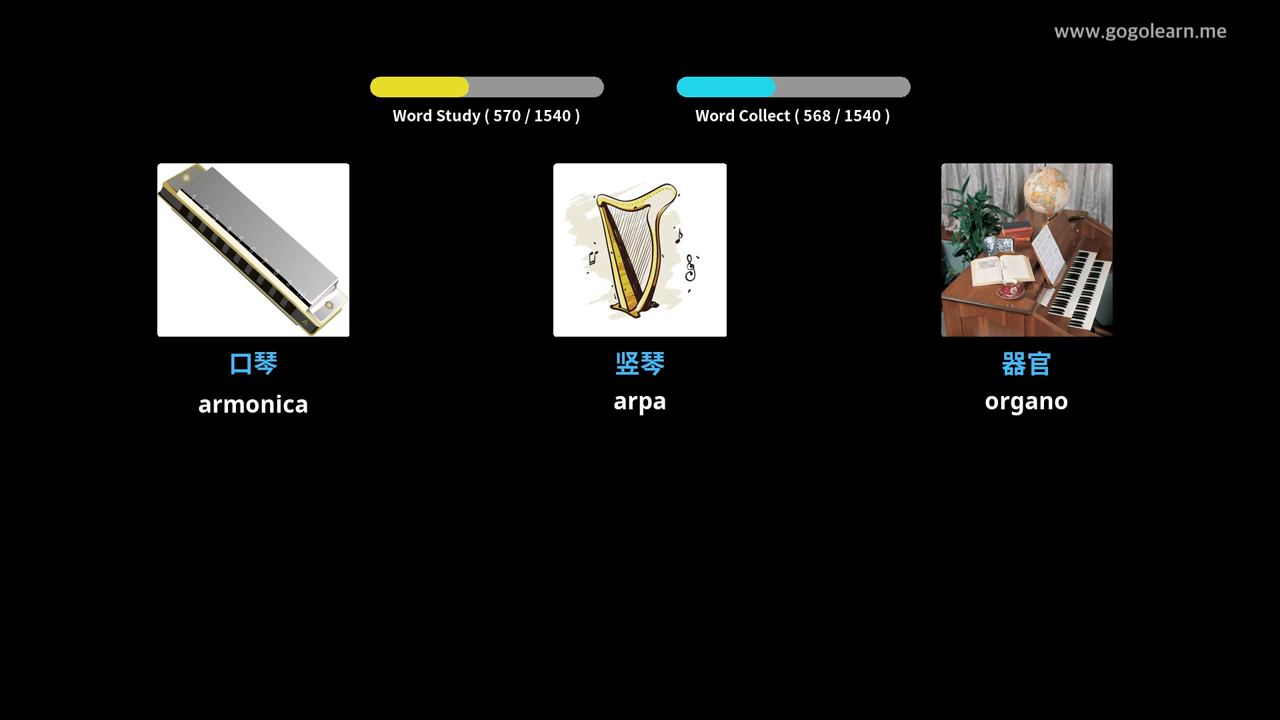 www.gogolearn.me
Word Study ( 570 / 1540 )
Word Collect ( 568 / 1540 )
口琴
竖琴
器官
armonica
arpa
organo